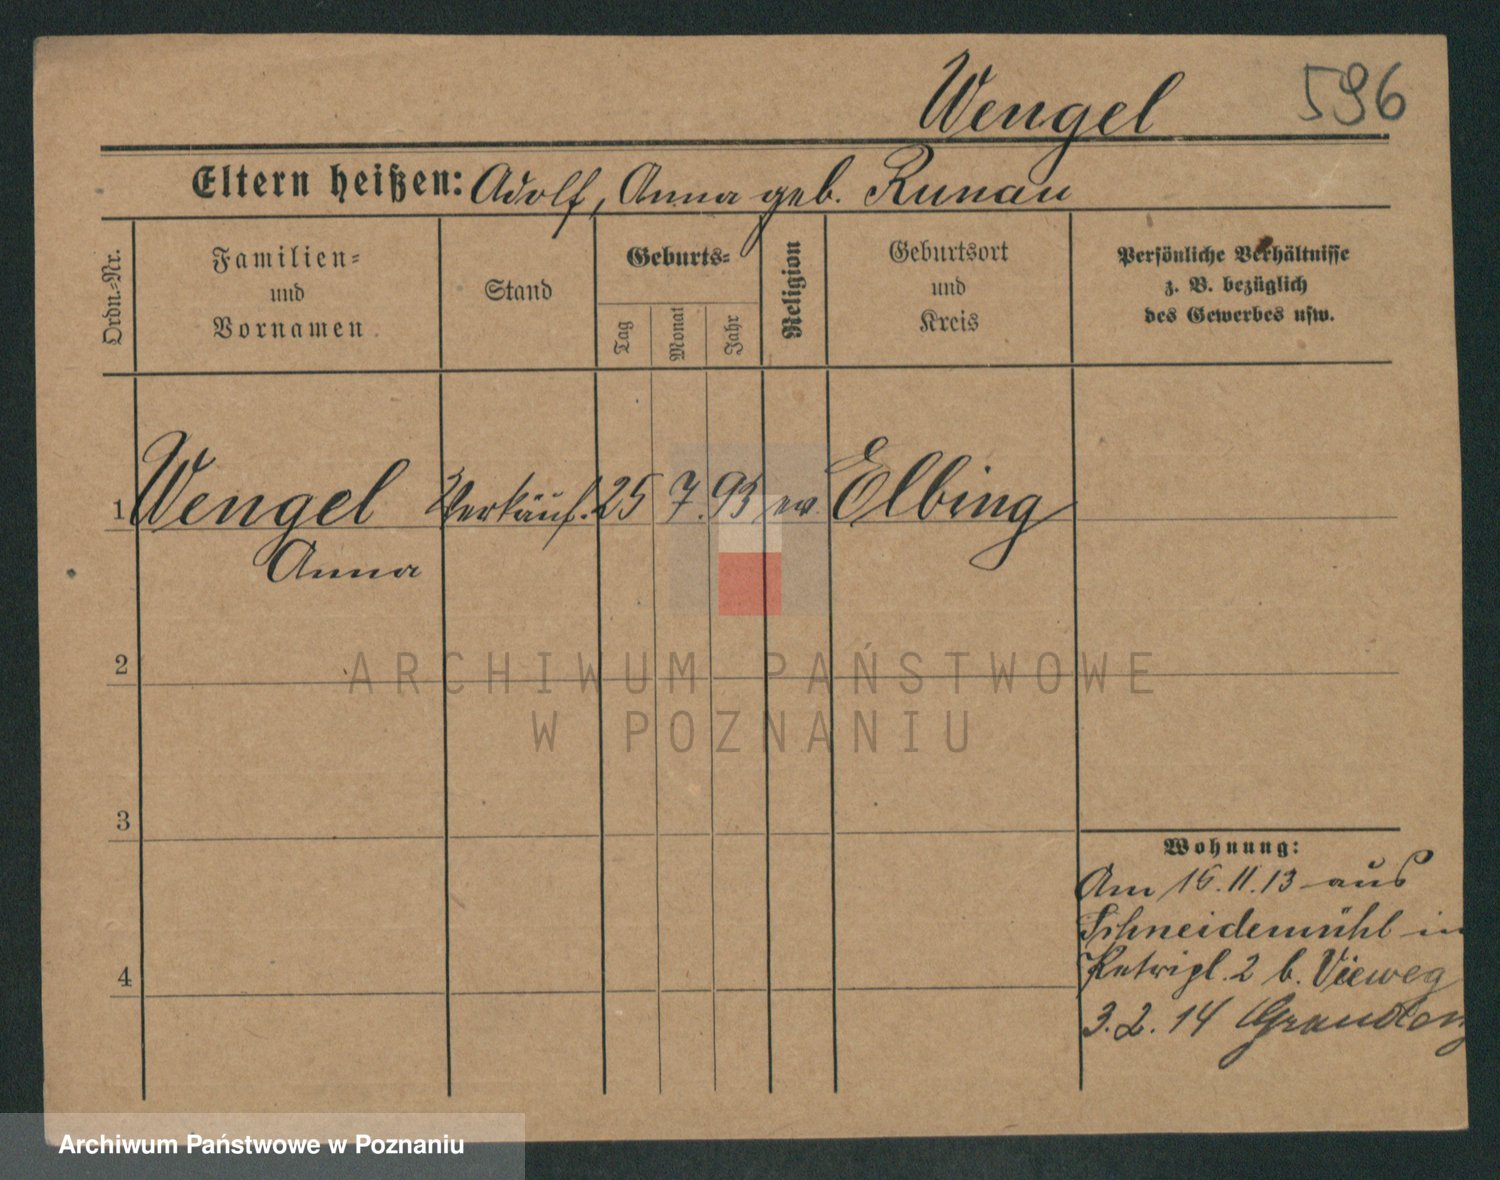 Wengel 596
Eltern heißen: Adolf, Anna geb. Runau
Ordn.-Nr.
Familien-
und
Vornamen.
Stand
Geburts-
Tag
Monat
Jahr
Religion
Geburtsort
und
Kreis
Persönliche Verhältnisse
z. B. bezüglich
des Gewerbes usw.
1 Wengel Verkäuf. 25 7. 93 ev. Elbing
Anna
2
ARCHIWUM PAŃSTWOWE
W POZNANIU
3
Wohnung:
Am 16.11.13 aus
Schneidemühl in
2 b. Vieweg
4
3.2.14 Graudenz
Archiwum Państwowe w Poznaniu